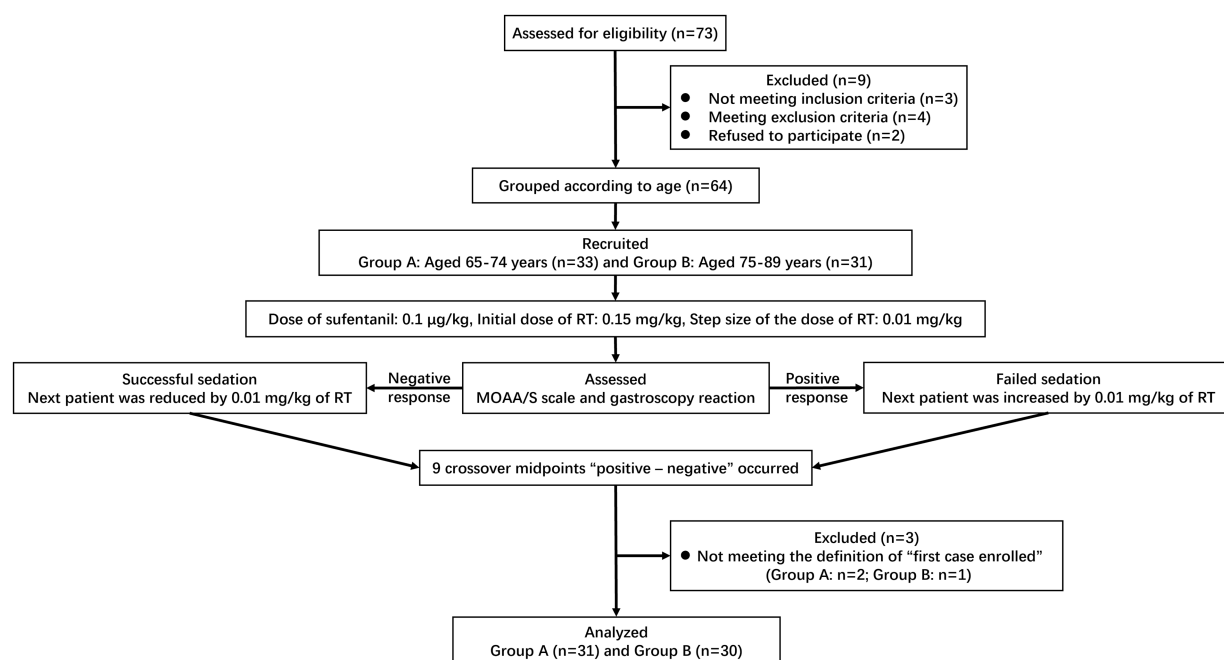 Assessed for eligibility (n=73)
Excluded (n=9)
● Not meeting inclusion criteria (n=3)
● Meeting exclusion criteria (n=4)
● Refused to participate (n=2)
Grouped according to age (n=64)
Recruited
Group A: Aged 65-74 years (n=33) and Group B: Aged 75-89 years (n=31)
Dose of sufentanil: 0.1 μg/kg, Initial dose of RT: 0.15 mg/kg, Step size of the dose of RT: 0.01 mg/kg
Successful sedation
Next patient was reduced by 0.01 mg/kg of RT
Negative
response
Assessed
MOAA/S scale and gastroscopy reaction
Positive
response
Failed sedation
Next patient was increased by 0.01 mg/kg of RT
9 crossover midpoints “positive – negative” occurred
Excluded (n=3)
● Not meeting the definition of “first case enrolled”
(Group A: n=2; Group B: n=1)
Analyzed
Group A (n=31) and Group B (n=30)